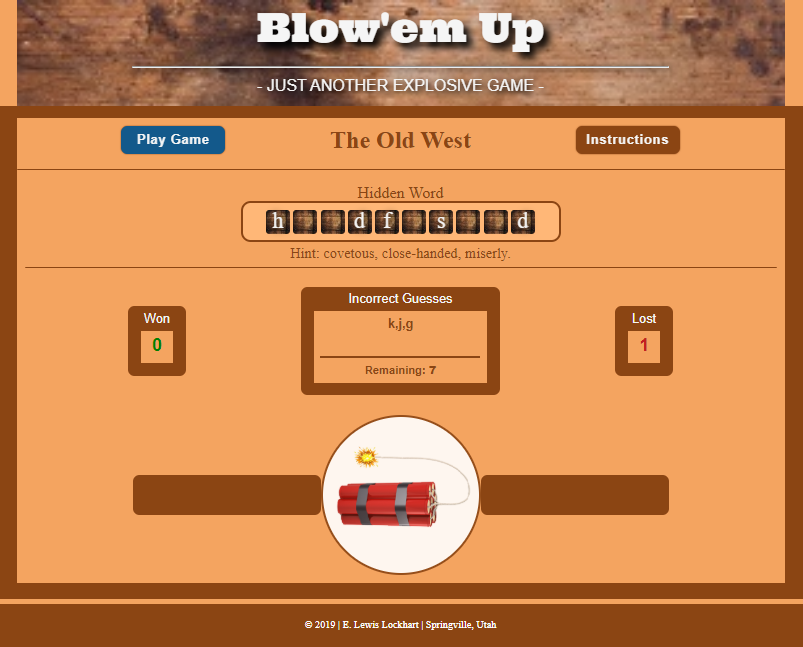 Blow'em Up
- JUST ANOTHER EXPLOSIVE GAME -
Play Game The Old West Instructions
Hidden Word
h d f s d
Hint: covetous, close-handed, miserly.
Won Incorrect Guesses Lost
0 k,j,g 1
Remaining: 7
© 2019 | E. Lewis Lockhart | Springville, Utah